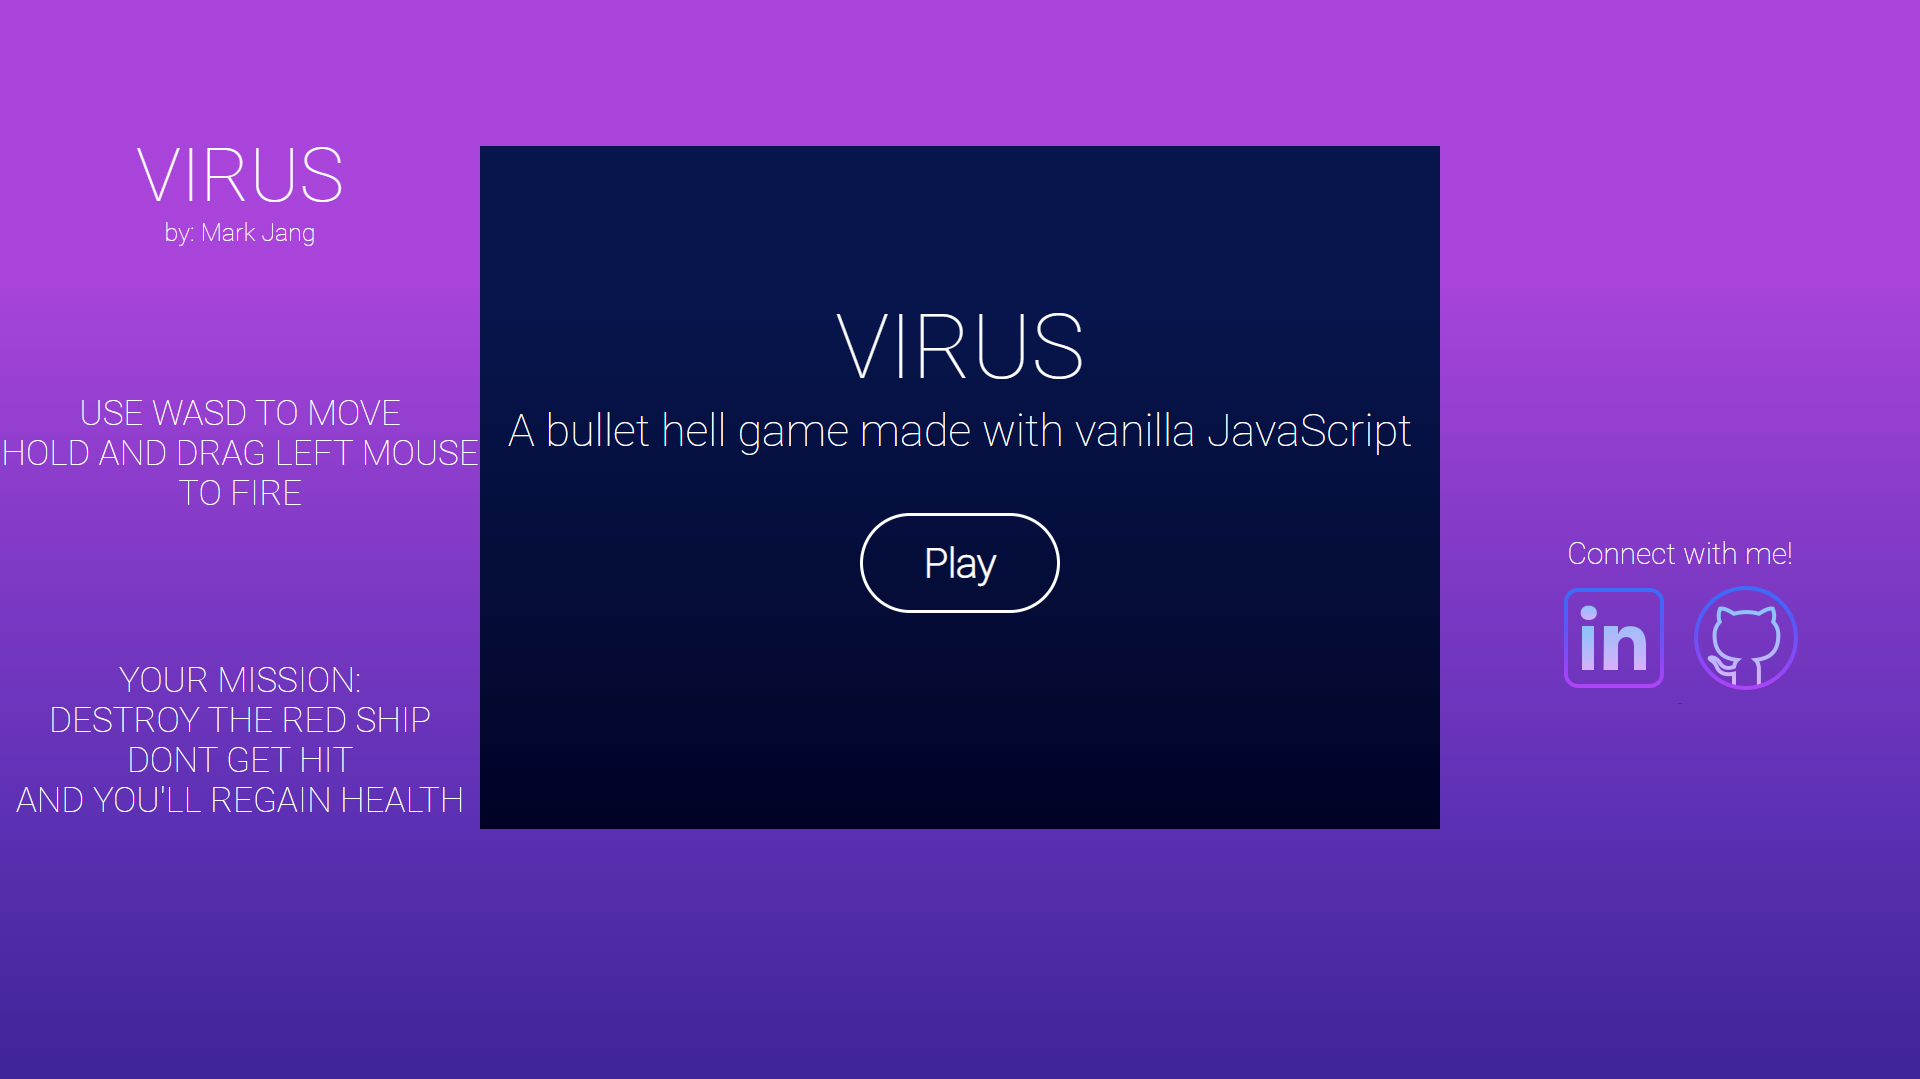 VIRUS
by: Mark Jang
USE WASD TO MOVE
HOLD AND DRAG LEFT MOUSE
TO FIRE
YOUR MISSION:
DESTROY THE RED SHIP
DONT GET HIT
AND YOU'LL REGAIN HEALTH
VIRUS
A bullet hell game made with vanilla JavaScript
Play
Connect with me!
in